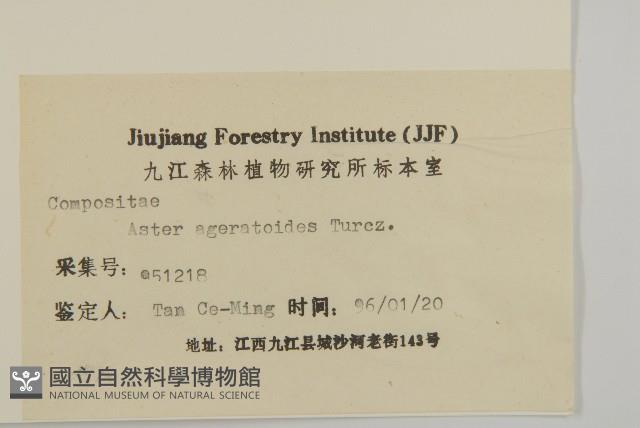 Jiujiang Forestry Institute (JJF)
九江森林植物研究所标本室
Compositae
Aster ageratoides Turcz.
采集号: @51218
鉴定人: Tan Ce-Ming 时间: 96/01/20
地址: 江西九江县城沙河老街143号
國立自然科學博物館
NATIONAL MUSEUM OF NATURAL SCIENCE